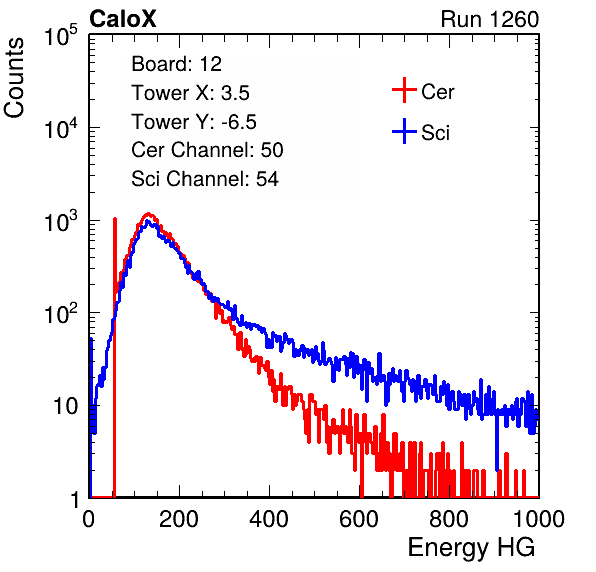 CaloX Run 1260
Counts
10^5
10^4
10^3
10^2
10
1
Board: 12
Tower X: 3.5
Tower Y: -6.5
Cer Channel: 50
Sci Channel: 54
Cer
Sci
0 200 400 600 800 1000
Energy HG